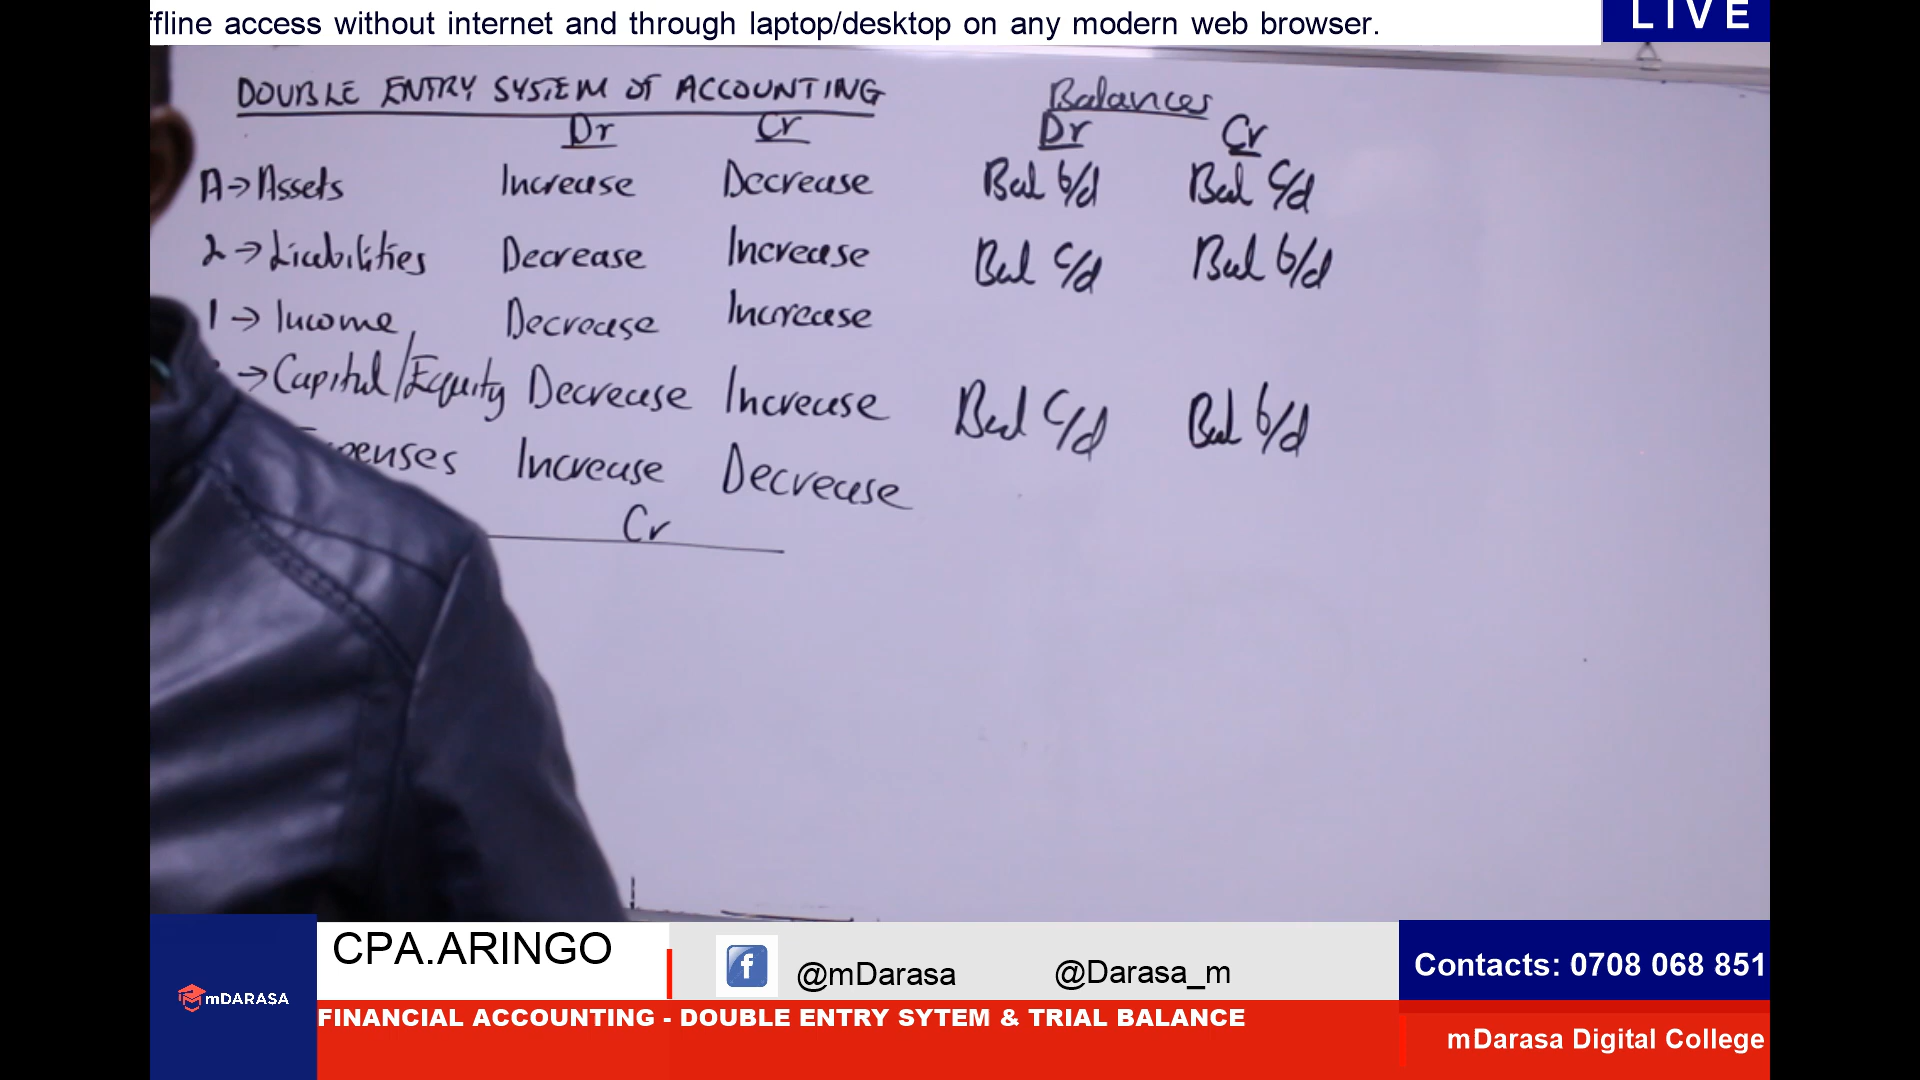 ffline access without internet and through laptop/desktop on any modern web browser.
LIVE
DOUBLE ENTRY SYSTEM OF ACCOUNTING Balances
Dr Cr Dr Cr
A → Assets Increase Decrease Bal b/d Bal c/d
L → Liabilities Decrease Increase Bal c/d Bal b/d
I → Income Decrease Increase
→ Capital/Equity Decrease Increase Bal c/d Bal b/d
penses Increase Decrease
Cr
CPA.ARINGO
f @mDarasa @Darasa_m
Contacts: 0708 068 851
mDARASA
FINANCIAL ACCOUNTING - DOUBLE ENTRY SYTEM & TRIAL BALANCE
mDarasa Digital College